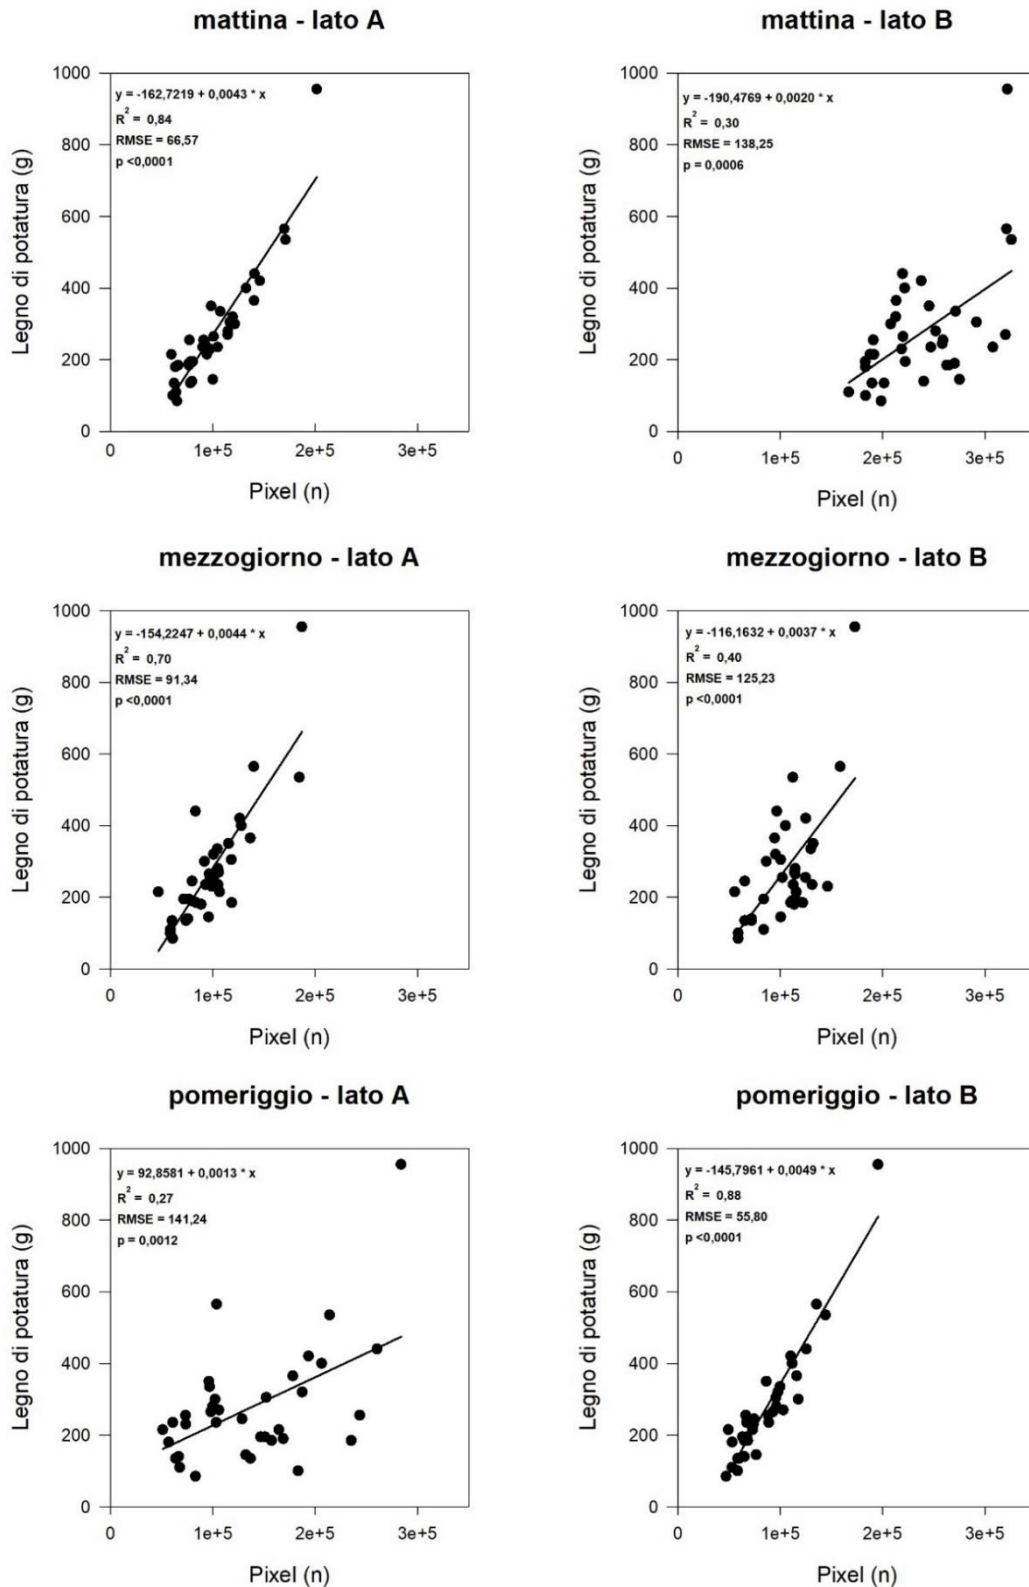 mattina - lato A
y = -162,7219 + 0,0043 * x
R² = 0,84
RMSE = 66,57
p <0,0001
Legno di potatura (g)
1000
800
600
400
200
0
0 1e+5 2e+5 3e+5
Pixel (n)
mattina - lato B
y = -190,4769 + 0,0020 * x
R² = 0,30
RMSE = 138,25
p = 0,0006
Legno di potatura (g)
1000
800
600
400
200
0
0 1e+5 2e+5 3e+5
Pixel (n)
mezzogiorno - lato A
y = -154,2247 + 0,0044 * x
R² = 0,70
RMSE = 91,34
p <0,0001
Legno di potatura (g)
1000
800
600
400
200
0
0 1e+5 2e+5 3e+5
Pixel (n)
mezzogiorno - lato B
y = -116,1632 + 0,0037 * x
R² = 0,40
RMSE = 125,23
p <0,0001
Legno di potatura (g)
1000
800
600
400
200
0
0 1e+5 2e+5 3e+5
Pixel (n)
pomeriggio - lato A
y = 92,8581 + 0,0013 * x
R² = 0,27
RMSE = 141,24
p = 0,0012
Legno di potatura (g)
1000
800
600
400
200
0
0 1e+5 2e+5 3e+5
Pixel (n)
pomeriggio - lato B
y = -145,7961 + 0,0049 * x
R² = 0,88
RMSE = 55,80
p <0,0001
Legno di potatura (g)
1000
800
600
400
200
0
0 1e+5 2e+5 3e+5
Pixel (n)